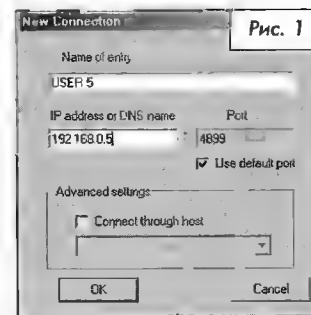 New Connection
Рис. 1
Name of entry
USER 5
IP address or DNS name
Port
192.168.0.5
4899
Use default port
Advanced settings
Connect through host
OK
Cancel